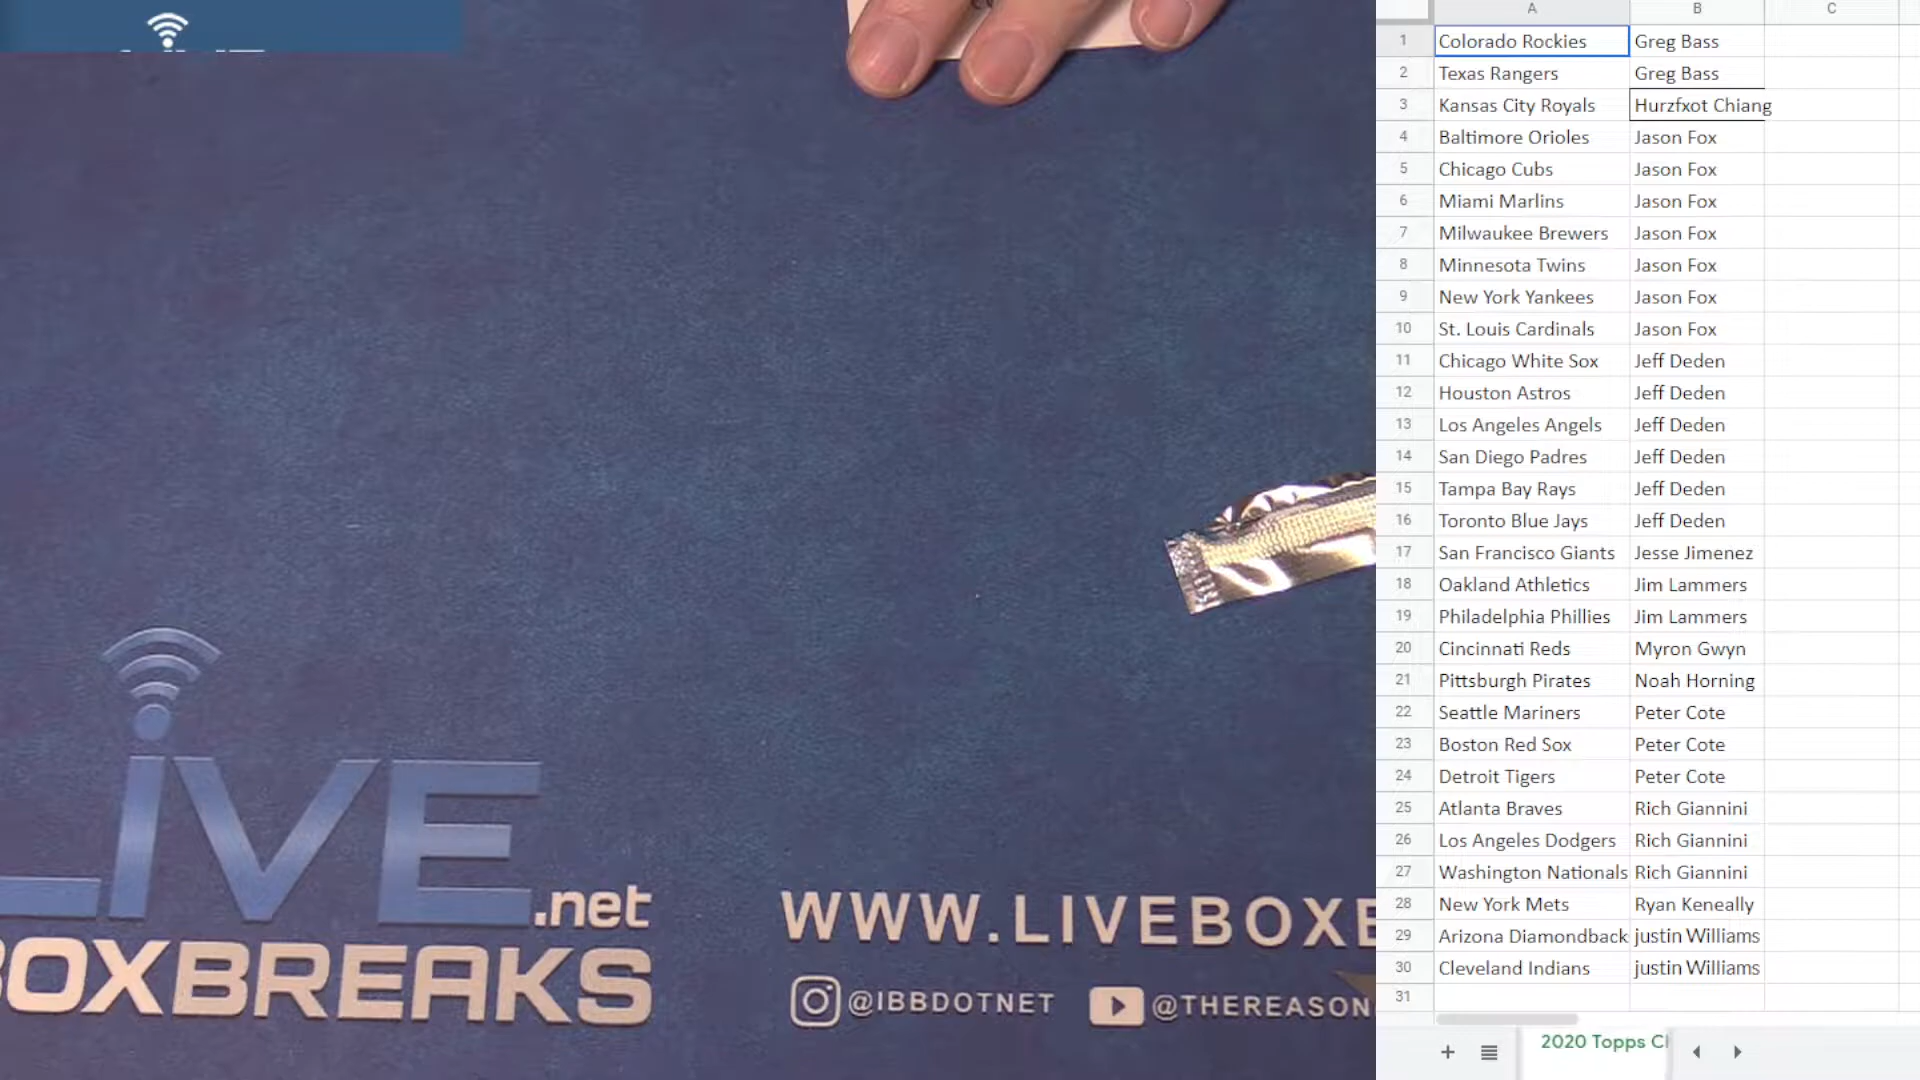 A B C
1 Colorado Rockies Greg Bass
2 Texas Rangers Greg Bass
3 Kansas City Royals Hurzfxot Chiang
4 Baltimore Orioles Jason Fox
5 Chicago Cubs Jason Fox
6 Miami Marlins Jason Fox
7 Milwaukee Brewers Jason Fox
8 Minnesota Twins Jason Fox
9 New York Yankees Jason Fox
10 St. Louis Cardinals Jason Fox
11 Chicago White Sox Jeff Deden
12 Houston Astros Jeff Deden
13 Los Angeles Angels Jeff Deden
14 San Diego Padres Jeff Deden
15 Tampa Bay Rays Jeff Deden
16 Toronto Blue Jays Jeff Deden
17 San Francisco Giants Jesse Jimenez
18 Oakland Athletics Jim Lammers
19 Philadelphia Phillies Jim Lammers
20 Cincinnati Reds Myron Gwyn
21 Pittsburgh Pirates Noah Horning
22 Seattle Mariners Peter Cote
23 Boston Red Sox Peter Cote
24 Detroit Tigers Peter Cote
25 Atlanta Braves Rich Giannini
26 Los Angeles Dodgers Rich Giannini
27 Washington Nationals Rich Giannini
28 New York Mets Ryan Keneally
29 Arizona Diamondback justin Williams
30 Cleveland Indians justin Williams
31
2020 Topps
LIVE.net
BOXBREAKS
WWW.LIVEBOX
@IBBDOTNET @THEREASON